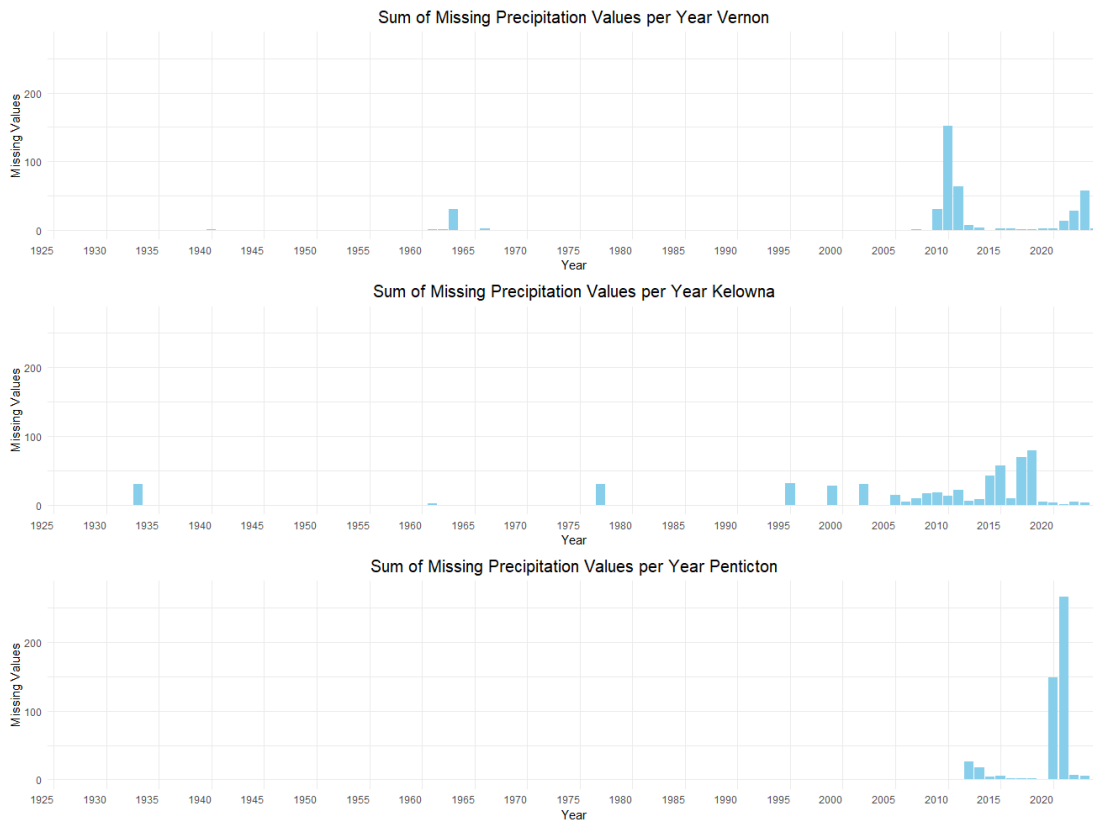 Sum of Missing Precipitation Values per Year Vernon
Missing Values
200
100
0
1925 1930 1935 1940 1945 1950 1955 1960 1965 1970 1975 1980 1985 1990 1995 2000 2005 2010 2015 2020
Year
Sum of Missing Precipitation Values per Year Kelowna
Missing Values
200
100
0
1925 1930 1935 1940 1945 1950 1955 1960 1965 1970 1975 1980 1985 1990 1995 2000 2005 2010 2015 2020
Year
Sum of Missing Precipitation Values per Year Penticton
Missing Values
200
100
0
1925 1930 1935 1940 1945 1950 1955 1960 1965 1970 1975 1980 1985 1990 1995 2000 2005 2010 2015 2020
Year